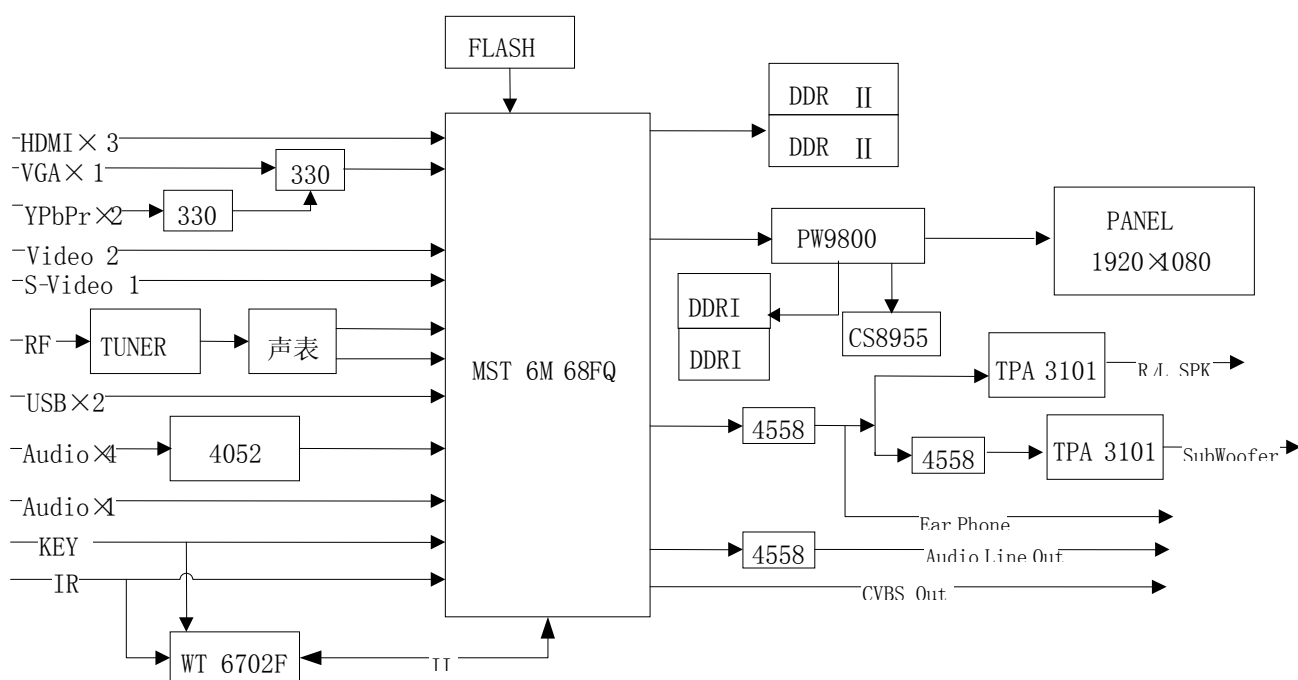 FLASH
DDR Ⅱ
DDR Ⅱ
HDMI×3
VGA×1
330
YPbPr×2
330
PW9800
PANEL
1920×1080
Video 2
S-Video 1
DDRI
DDRI
CS8955
RF
TUNER
声表
MST 6M 68FQ
TPA 3101
R/L SPK
USB×2
4558
Audio×4
4052
4558
TPA 3101
SubWoofer
Audio×1
Ear Phone
KEY
4558
Audio Line Out
IR
CVBS Out
WT 6702F